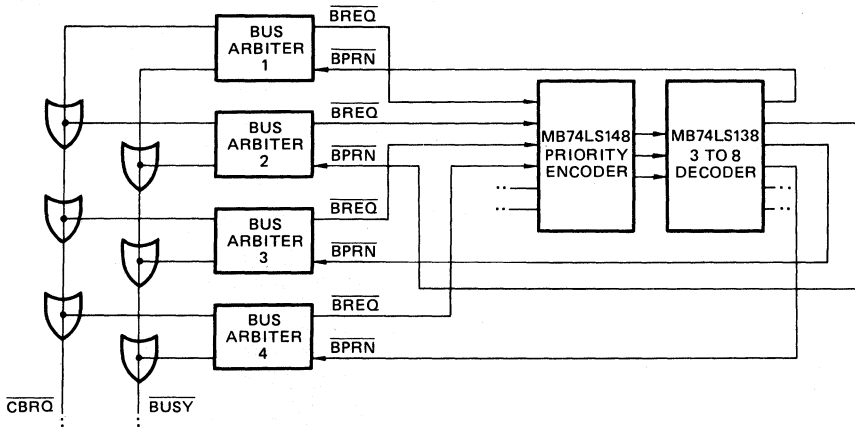 BREQ
BUS
ARBITER
1
BPRN
BREQ
BUS
ARBITER
2
BPRN
BREQ
BUS
ARBITER
3
BPRN
BREQ
BUS
ARBITER
4
BPRN
MB74LS148
PRIORITY
ENCODER
MB74LS138
3 TO 8
DECODER
CBRQ
BUSY